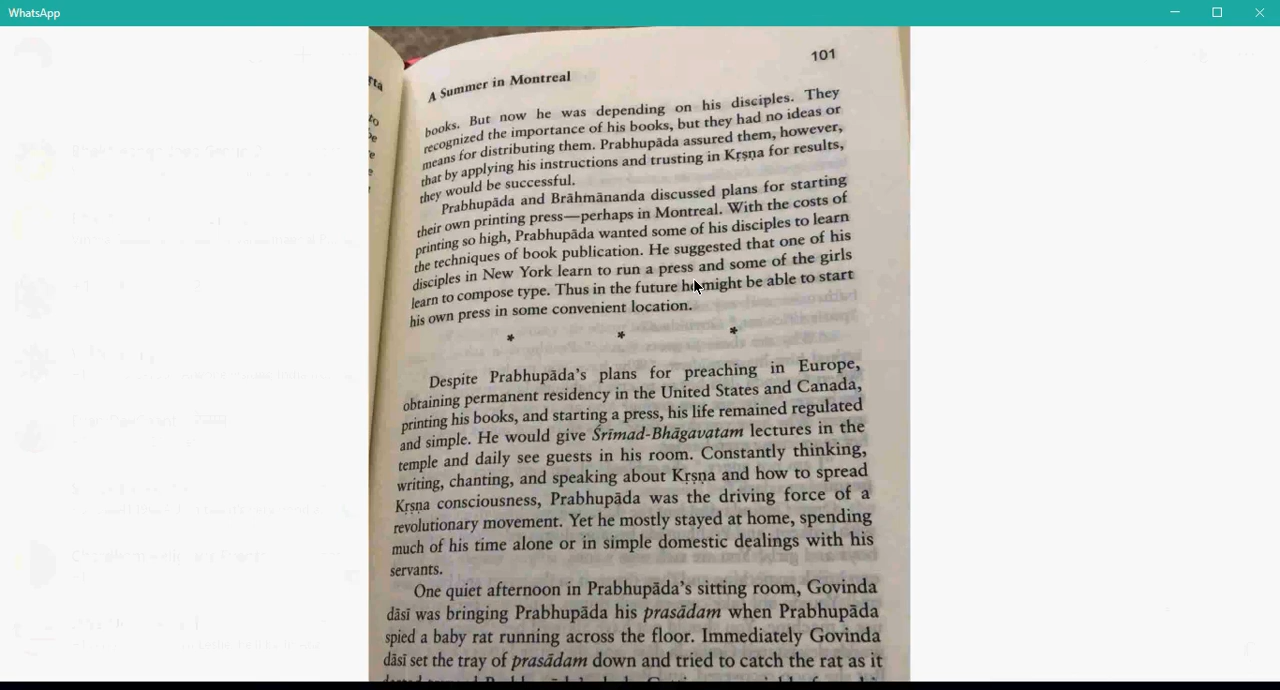 WhatsApp
101
A Summer in Montreal
books. But now he was depending on his disciples. They
recognized the importance of his books, but they had no ideas or
means for distributing them. Prabhupāda assured them, however,
that by applying his instructions and trusting in Kṛṣṇa for results,
they would be successful.
Prabhupāda and Brāhmānanda discussed plans for starting
their own printing press—perhaps in Montreal. With the costs of
printing so high, Prabhupāda wanted some of his disciples to learn
the techniques of book publication. He suggested that one of his
disciples in New York learn to run a press and some of the girls
learn to compose type. Thus in the future he might be able to start
his own press in some convenient location.
* * *
Despite Prabhupāda's plans for preaching in Europe,
obtaining permanent residency in the United States and Canada,
printing his books, and starting a press, his life remained regulated
and simple. He would give Śrīmad-Bhāgavatam lectures in the
temple and daily see guests in his room. Constantly thinking,
writing, chanting, and speaking about Kṛṣṇa and how to spread
Kṛṣṇa consciousness, Prabhupāda was the driving force of a
revolutionary movement. Yet he mostly stayed at home, spending
much of his time alone or in simple domestic dealings with his
servants.
One quiet afternoon in Prabhupāda's sitting room, Govinda
dāsī was bringing Prabhupāda his prasādam when Prabhupāda
spied a baby rat running across the floor. Immediately Govinda
dāsī set the tray of prasādam down and tried to catch the rat as it